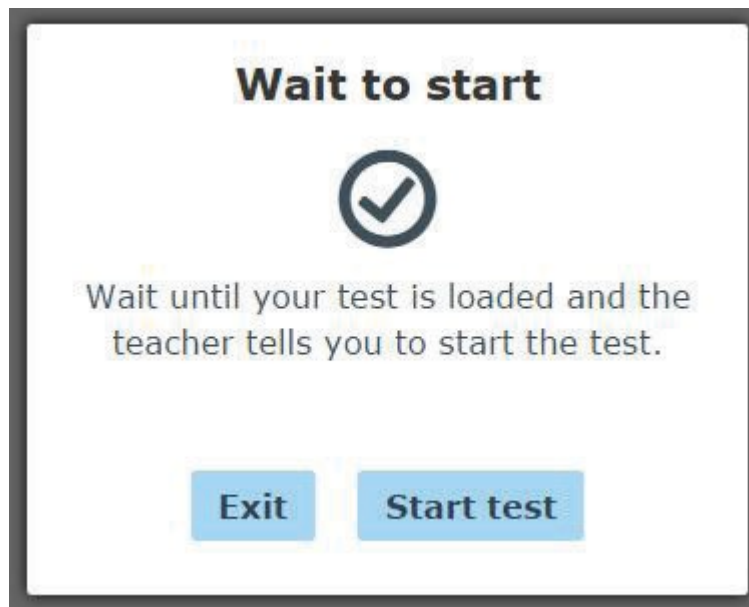 Wait to start
Wait until your test is loaded and the
teacher tells you to start the test.
Exit
Start test